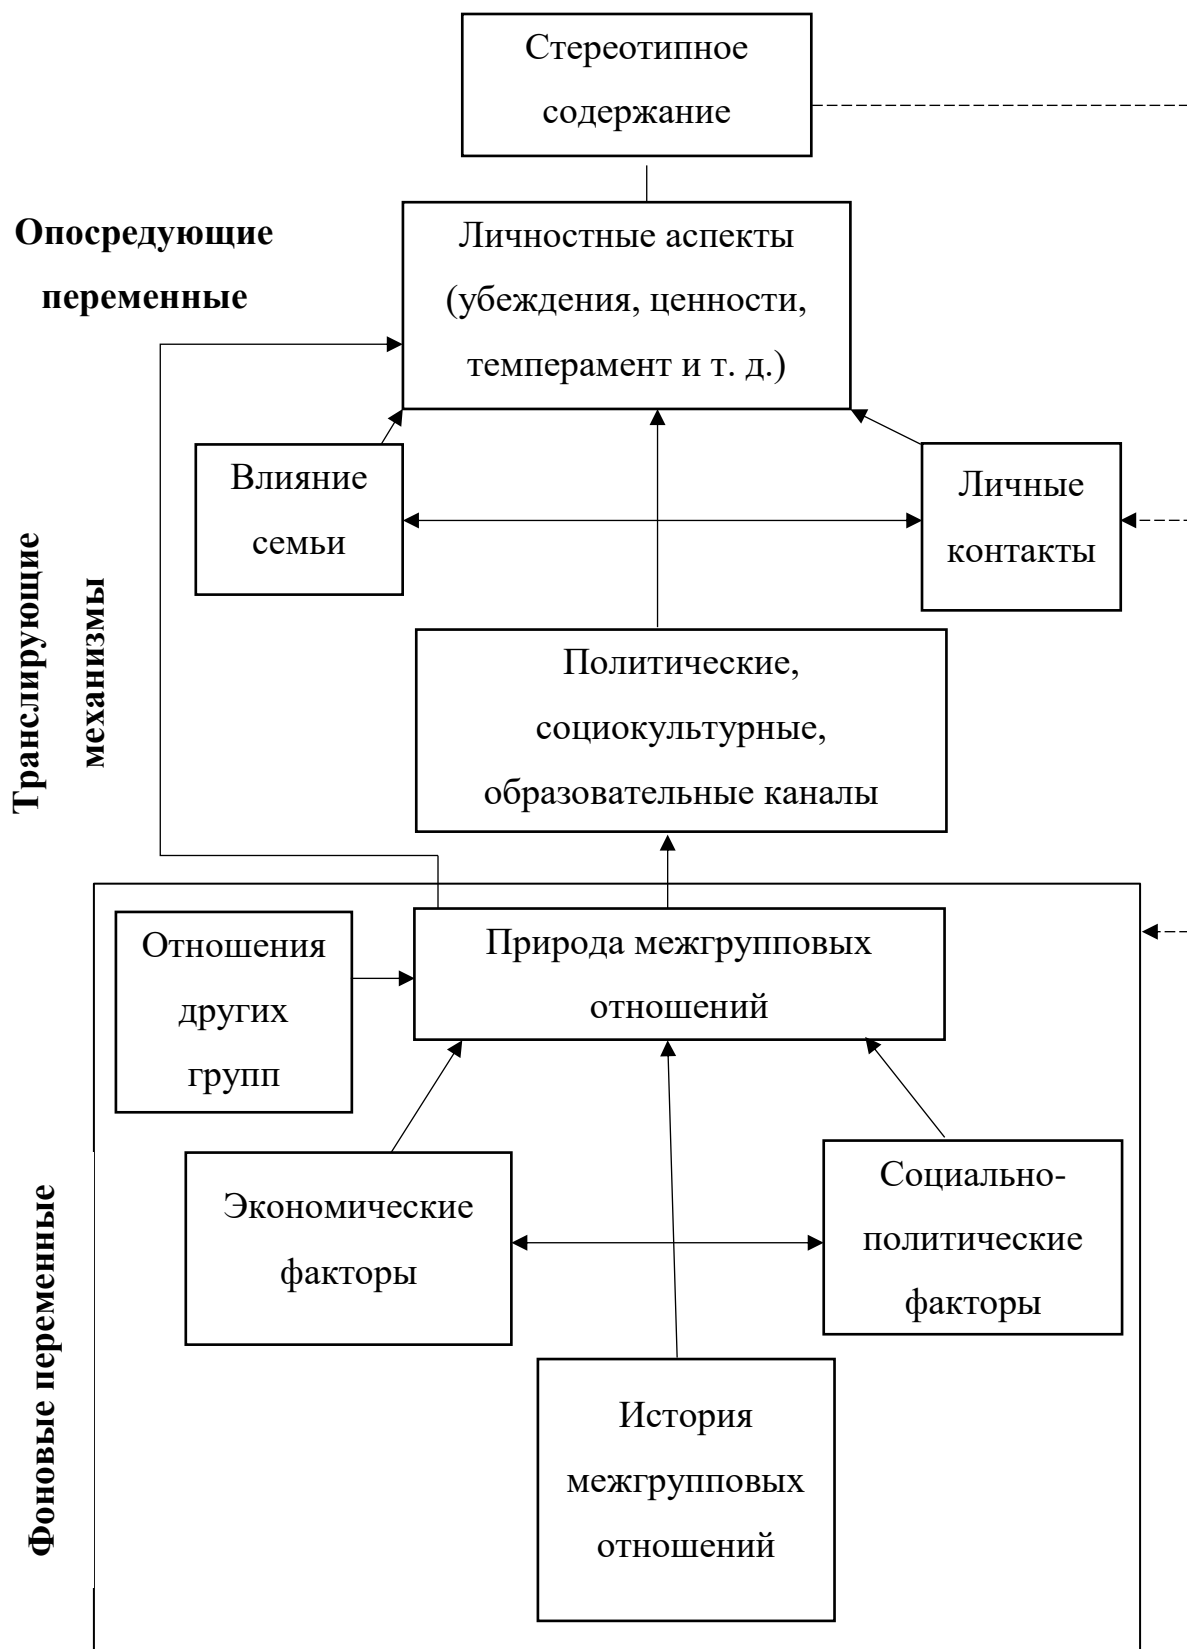 Стереотипное
содержание
Опосредующие
переменные
Личностные аспекты
(убеждения, ценности,
темперамент и т. д.)
Транслирующие
механизмы
Влияние
семьи
Личные
контакты
Политические,
социокультурные,
образовательные каналы
Фоновые переменные
Отношения
других
групп
Природа межгрупповых
отношений
Экономические
факторы
Социально-
политические
факторы
История
межгрупповых
отношений